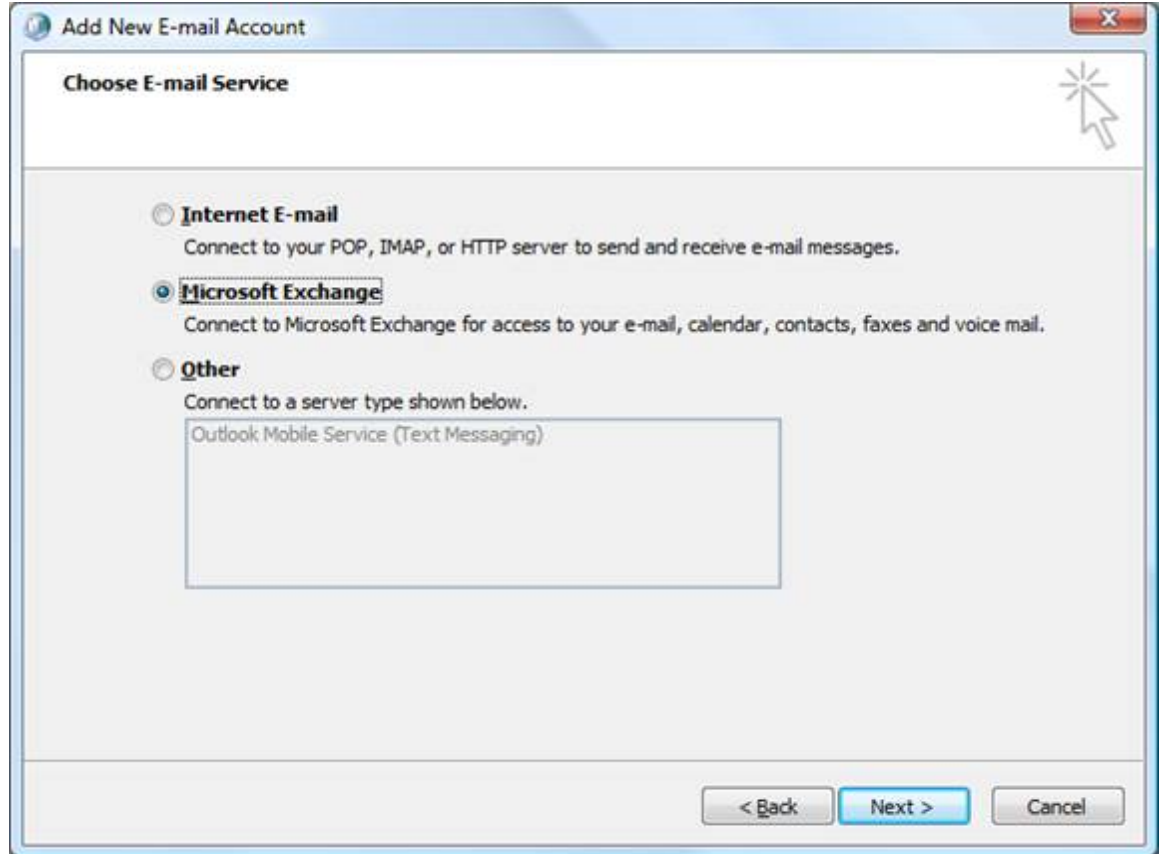 Add New E-mail Account
Choose E-mail Service
Internet E-mail
Connect to your POP, IMAP, or HTTP server to send and receive e-mail messages.
Microsoft Exchange
Connect to Microsoft Exchange for access to your e-mail, calendar, contacts, faxes and voice mail.
Other
Connect to a server type shown below.
Outlook Mobile Service (Text Messaging)
< Back Next > Cancel